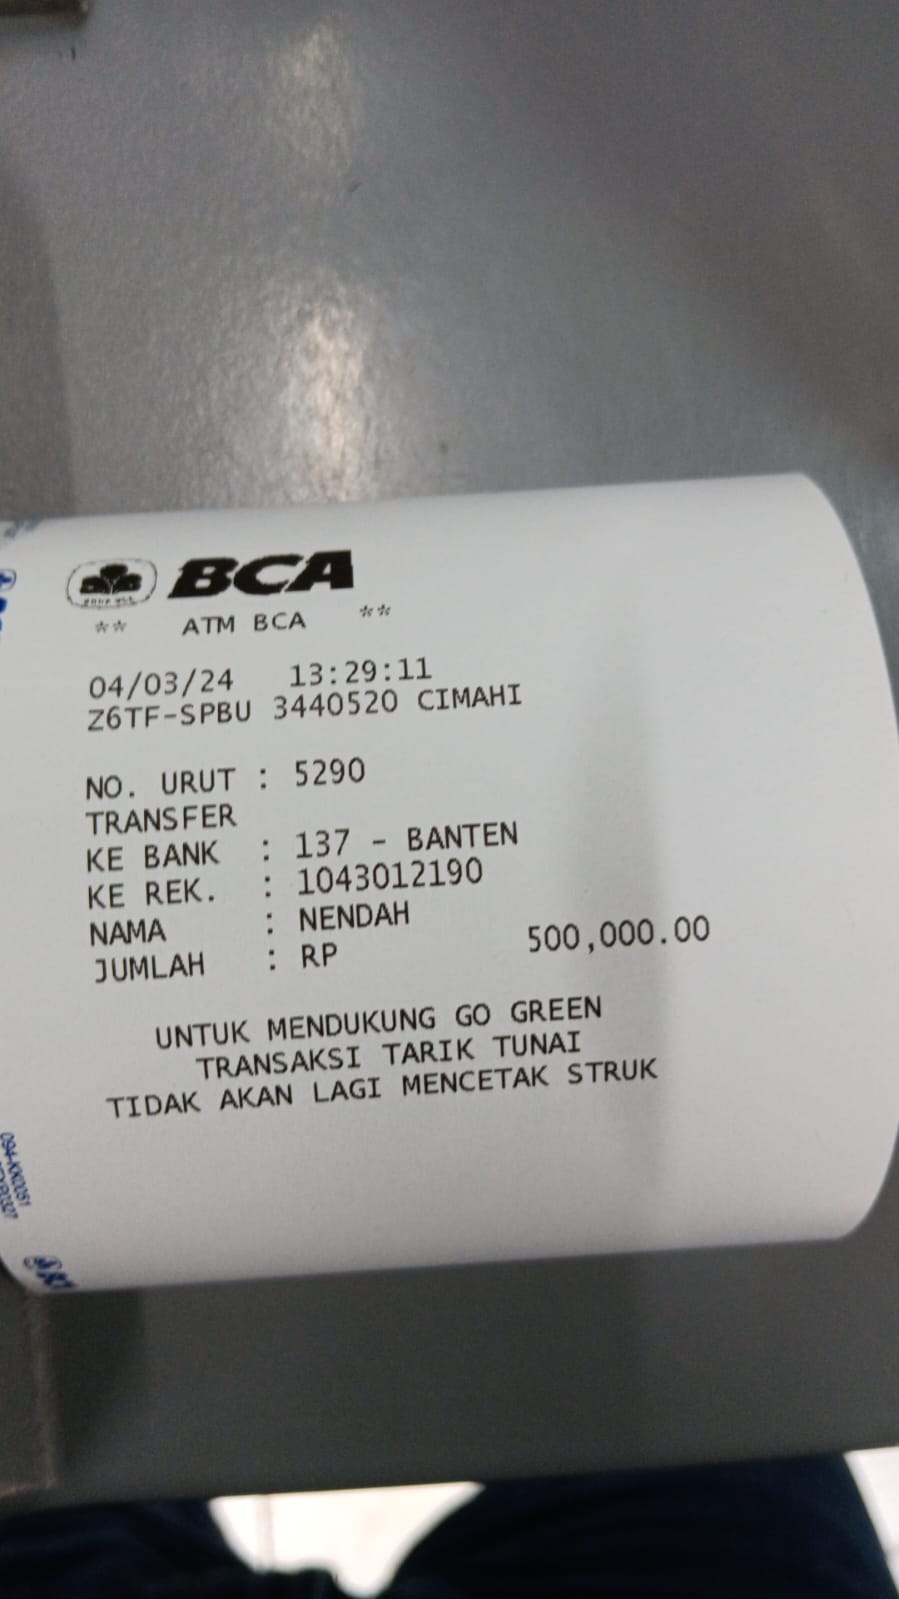 BCA
** ATM BCA **
04/03/24 13:29:11
Z6TF-SPBU 3440520 CIMAHI
NO. URUT : 5290
TRANSFER
KE BANK : 137 - BANTEN
KE REK. : 1043012190
NAMA : NENDAH
JUMLAH : RP 500,000.00
UNTUK MENDUKUNG GO GREEN
TRANSAKSI TARIK TUNAI
TIDAK AKAN LAGI MENCETAK STRUK